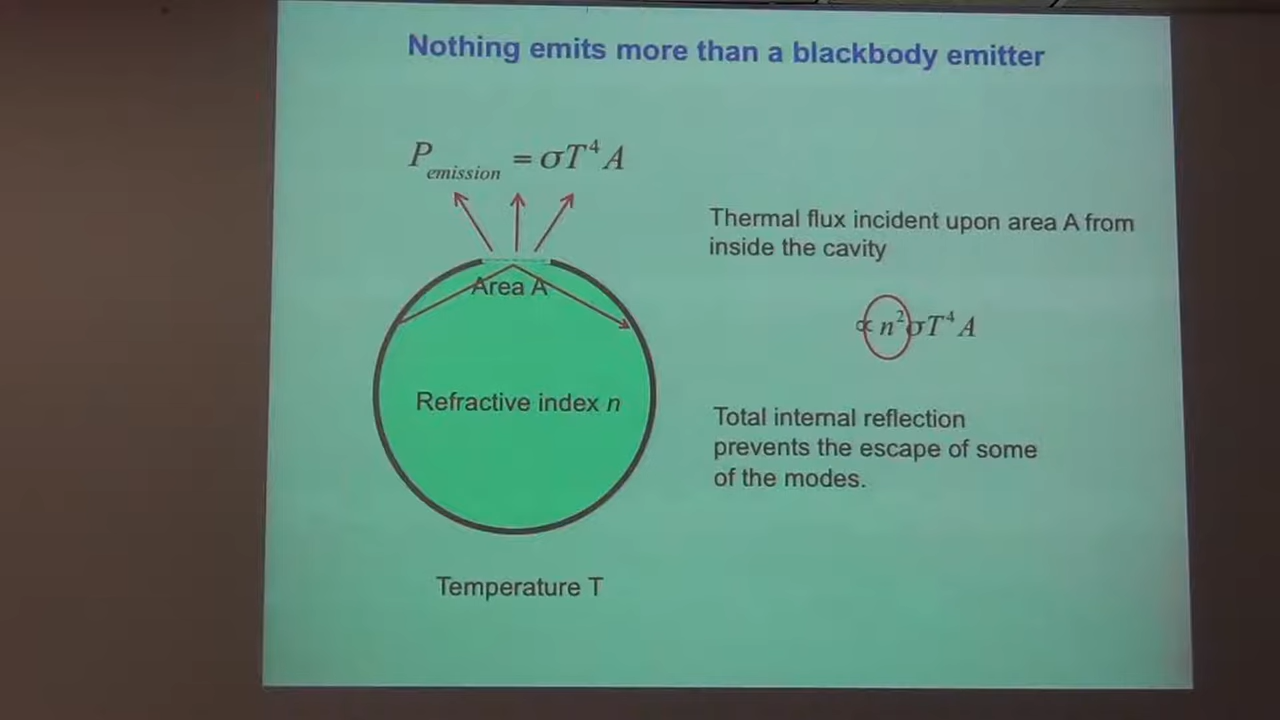 Nothing emits more than a blackbody emitter
P_emission = σT⁴A
Thermal flux incident upon area A from
inside the cavity
Area A
∝ n²σT⁴A
Refractive index n
Total internal reflection
prevents the escape of some
of the modes.
Temperature T